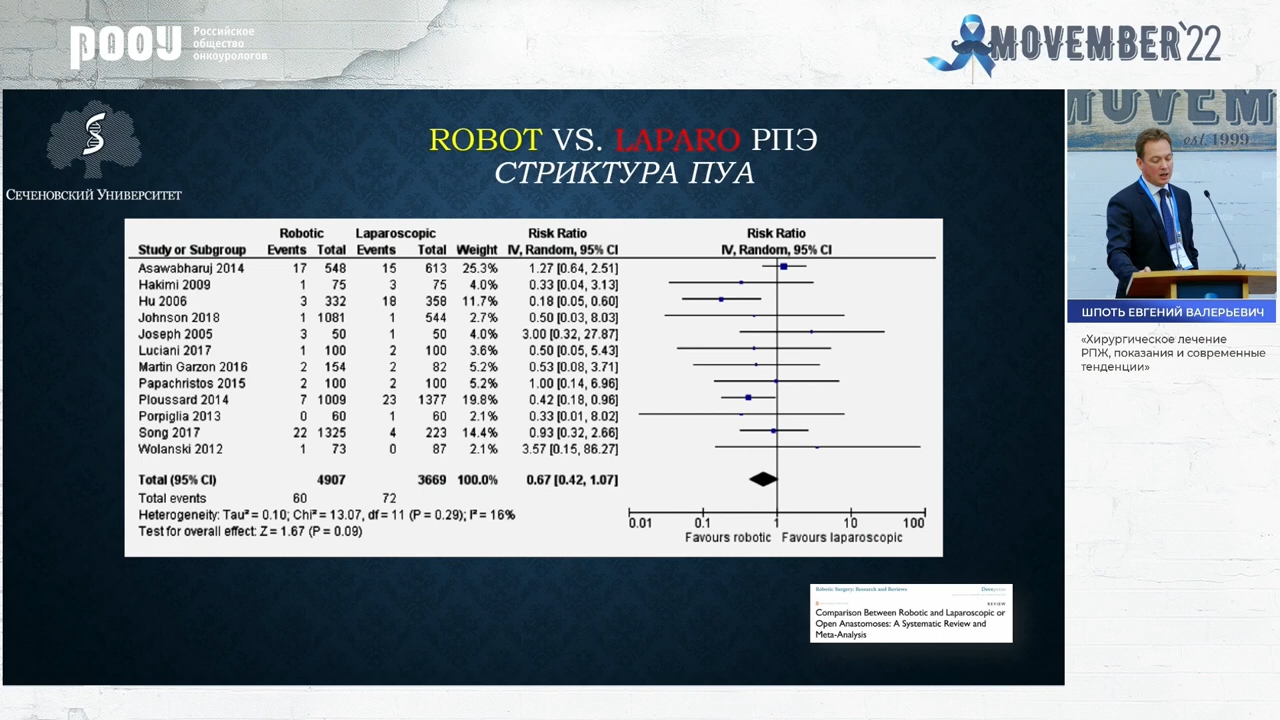 РООУ
Российское
общество
онкоурологов
MOVEMBER'22
СЕЧЕНОВСКИЙ УНИВЕРСИТЕТ
ROBOT VS. LAPARO РПЭ
СТРИКТУРА ПУА
Robotic Laparoscopic Risk Ratio Risk Ratio
Study or Subgroup Events Total Events Total Weight IV, Random, 95% CI IV, Random, 95% CI
Asawabharuj 2014 17 548 15 613 25.3% 1.27 [0.64, 2.51]
Hakimi 2009 1 75 3 75 4.0% 0.33 [0.04, 3.13]
Hu 2006 3 332 18 358 11.7% 0.18 [0.05, 0.60]
Johnson 2018 1 1081 1 544 2.7% 0.50 [0.03, 8.03]
Joseph 2005 3 50 1 50 4.0% 3.00 [0.32, 27.87]
Luciani 2017 1 100 2 100 3.6% 0.50 [0.05, 5.43]
Martin Garzon 2016 2 154 2 82 5.2% 0.53 [0.08, 3.71]
Papachristos 2015 2 100 2 100 5.2% 1.00 [0.14, 6.96]
Ploussard 2014 7 1009 23 1377 19.8% 0.42 [0.18, 0.96]
Porpiglia 2013 0 60 1 60 2.1% 0.33 [0.01, 8.02]
Song 2017 22 1325 4 223 14.4% 0.93 [0.32, 2.66]
Wolanski 2012 1 73 0 87 2.1% 3.57 [0.15, 86.27]
Total (95% CI) 4907 3669 100.0% 0.67 [0.42, 1.07]
Total events 60 72
Heterogeneity: Tau² = 0.10; Chi² = 13.07, df = 11 (P = 0.29); I² = 16%
Test for overall effect: Z = 1.67 (P = 0.09)
0.01 0.1 1 10 100
Favours robotic Favours laparoscopic
Robotic Surgery: Research and Reviews Dovepress
REVIEW
Comparison Between Robotic and Laparoscopic or
Open Anastomoses: A Systematic Review and
Meta-Analysis
MOVEM
est. 1999
ШПОТЬ ЕВГЕНИЙ ВАЛЕРЬЕВИЧ
«Хирургическое лечение
РПЖ, показания и современные
тенденции»